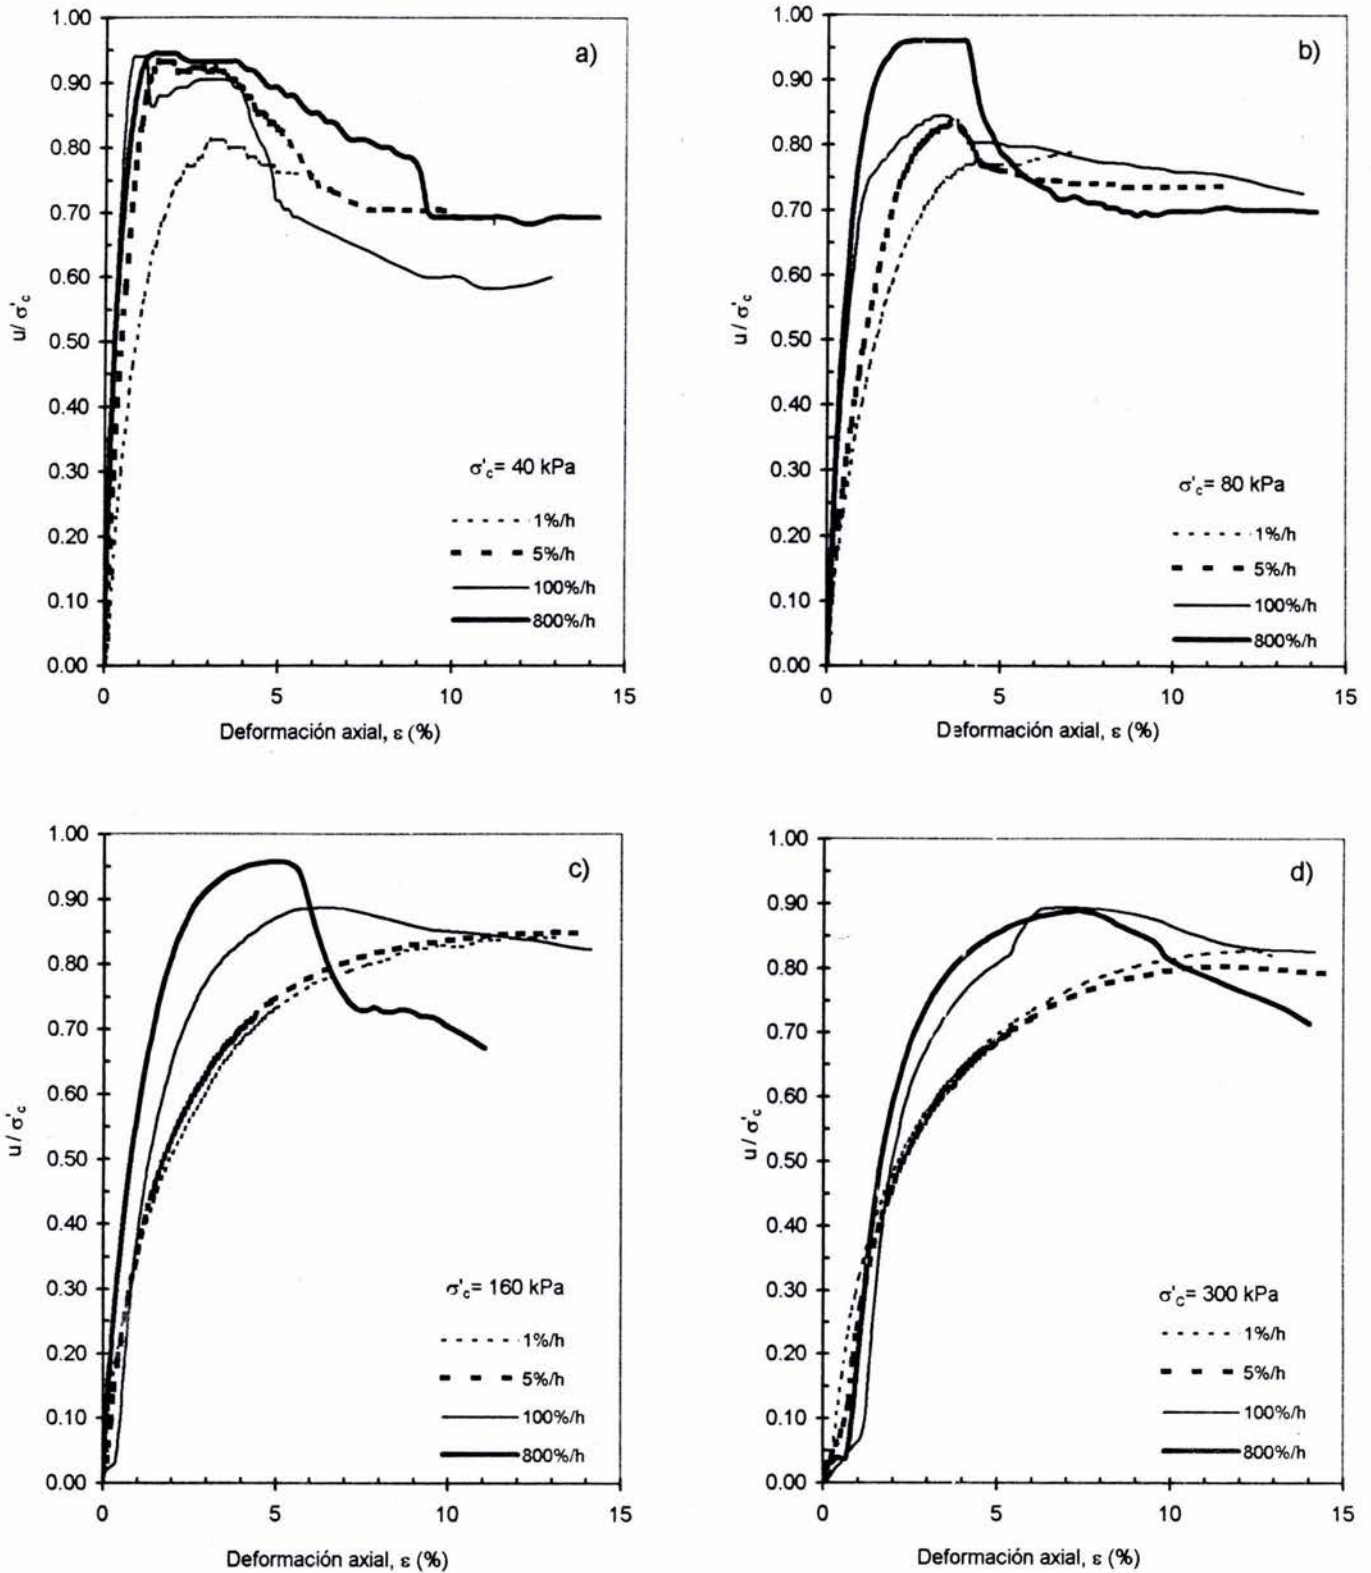 a)
1.00
0.90
0.80
0.70
0.60
0.50
0.40
0.30
0.20
0.10
0.00
u/ σ'c
σ'c= 40 kPa
1%/h
5%/h
100%/h
800%/h
0 5 10 15
Deformación axial, ε (%)
b)
1.00
0.90
0.80
0.70
0.60
0.50
0.40
0.30
0.20
0.10
0.00
u/ σ'c
σ'c= 80 kPa
1%/h
5%/h
100%/h
800%/h
0 5 10 15
Deformación axial, ε (%)
c)
1.00
0.90
0.80
0.70
0.60
0.50
0.40
0.30
0.20
0.10
0.00
u/ σ'c
σ'c= 160 kPa
1%/h
5%/h
100%/h
800%/h
0 5 10 15
Deformación axial, ε (%)
d)
1.00
0.90
0.80
0.70
0.60
0.50
0.40
0.30
0.20
0.10
0.00
u/ σ'c
σ'c= 300 kPa
1%/h
5%/h
100%/h
800%/h
0 5 10 15
Deformación axial, ε (%)